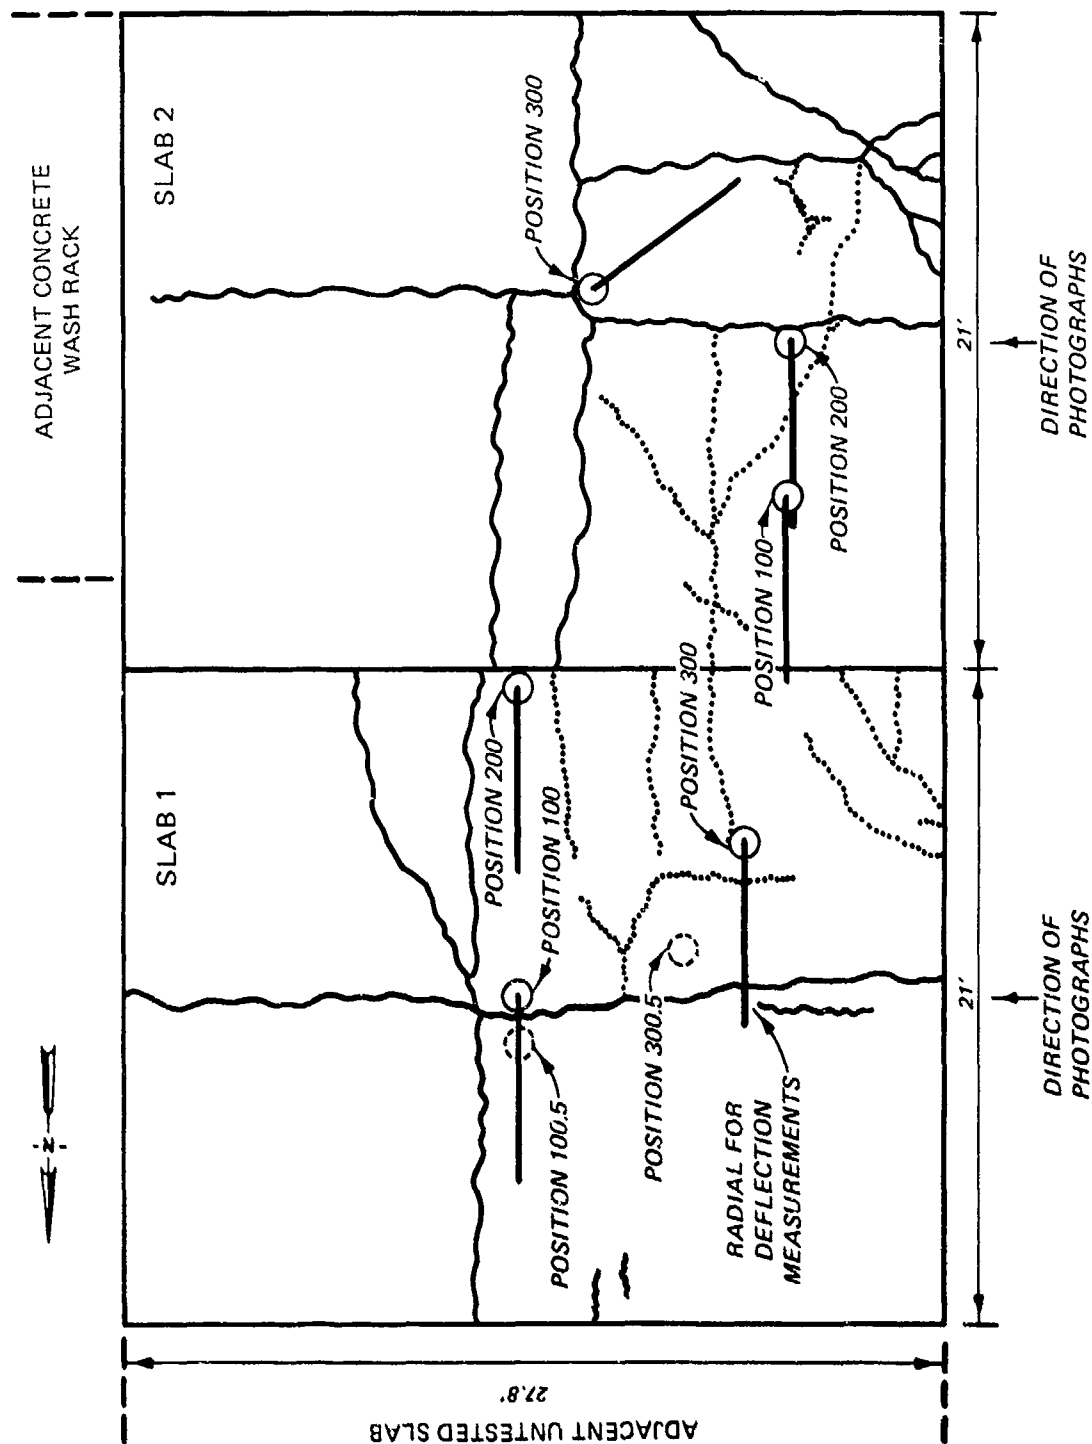 ADJACENT CONCRETE
WASH RACK
SLAB 2
POSITION 300
POSITION 200
POSITION 100
21'
DIRECTION OF
PHOTOGRAPHS
N
SLAB 1
POSITION 200
POSITION 100
POSITION 300
POSITION 100.5
POSITION 300.5
RADIAL FOR
DEFLECTION
MEASUREMENTS
21'
DIRECTION OF
PHOTOGRAPHS
27.8'
ADJACENT UNTESTED SLAB